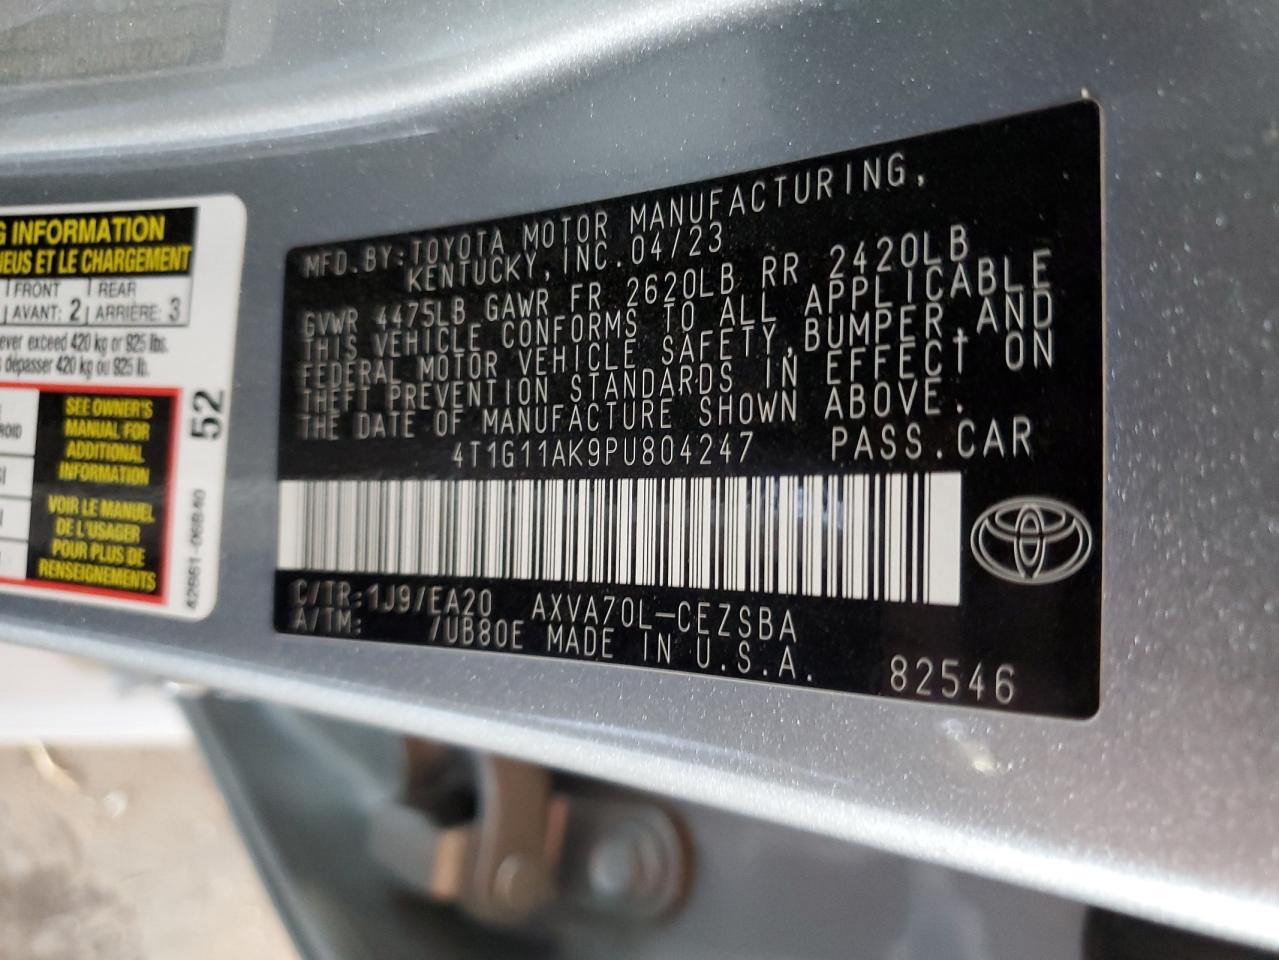 G INFORMATION
NEUS ET LE CHARGEMENT
FRONT REAR
AVANT: 2 ARRIÈRE: 3
ever exceed 420 kg or 925 lbs.
dépasser 420 kg ou 925 lb.
SEE OWNER'S
MANUAL FOR
ADDITIONAL
INFORMATION
VOIR LE MANUEL
DE L'USAGER
POUR PLUS DE
RENSEIGNEMENTS
52
42661-06840
MFD. BY: TOYOTA MOTOR MANUFACTURING,
KENTUCKY, INC. 04/23
GVWR 4475LB GAWR FR 2620LB RR 2420LB
THIS VEHICLE CONFORMS TO ALL APPLICABLE
FEDERAL MOTOR VEHICLE SAFETY, BUMPER, AND
THEFT PREVENTION STANDARDS IN EFFECT ON
THE DATE OF MANUFACTURE SHOWN ABOVE.
4T1G11AK9PU804247 PASS. CAR
C/TR: 1J9/EA20 AXVA70L-CEZSBA
A/TM: /UB80E MADE IN U.S.A.
82546